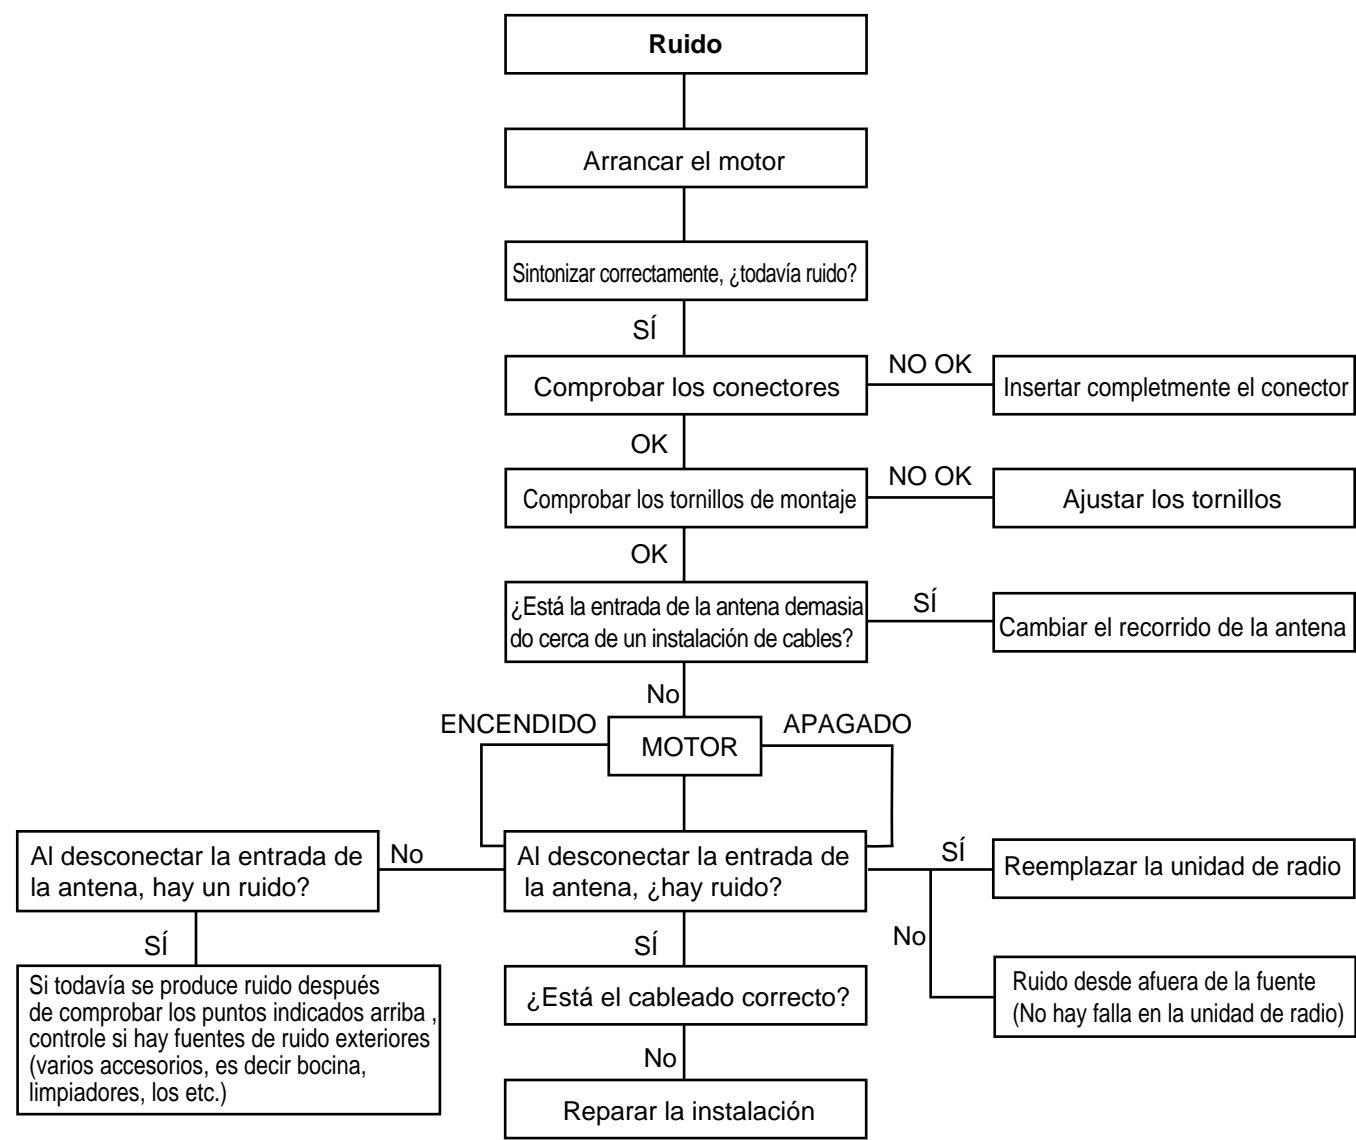 Ruido
Arrancar el motor
Sintonizar correctamente, ¿todavía ruido?
SÍ
Comprobar los conectores
NO OK
Insertar completmente el conector
OK
Comprobar los tornillos de montaje
NO OK
Ajustar los tornillos
OK
¿Está la entrada de la antena demasia
do cerca de un instalación de cables?
SÍ
Cambiar el recorrido de la antena
No
ENCENDIDO
MOTOR
APAGADO
Al desconectar la entrada de
la antena, hay un ruido?
No
Al desconectar la entrada de
la antena, ¿hay ruido?
SÍ
Reemplazar la unidad de radio
SÍ
SÍ
No
Si todavía se produce ruido después
de comprobar los puntos indicados arriba ,
controle si hay fuentes de ruido exteriores
(varios accesorios, es decir bocina,
limpiadores, los etc.)
¿Está el cableado correcto?
Ruido desde afuera de la fuente
(No hay falla en la unidad de radio)
No
Reparar la instalación